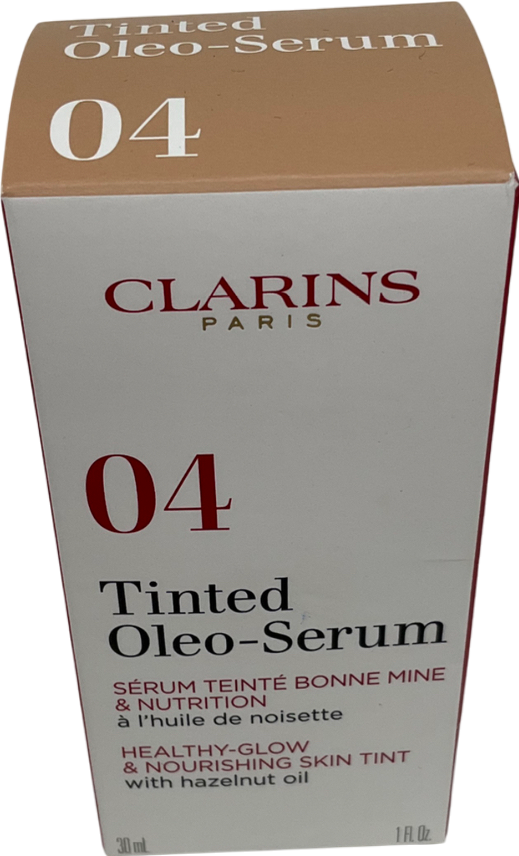 Tinted
Oleo-Serum
04
CLARINS
PARIS
04
Tinted
Oleo-Serum
SÉRUM TEINTÉ BONNE MINE
& NUTRITION
à l'huile de noisette
HEALTHY-GLOW
& NOURISHING SKIN TINT
with hazelnut oil
30 mL 1 FL Oz.